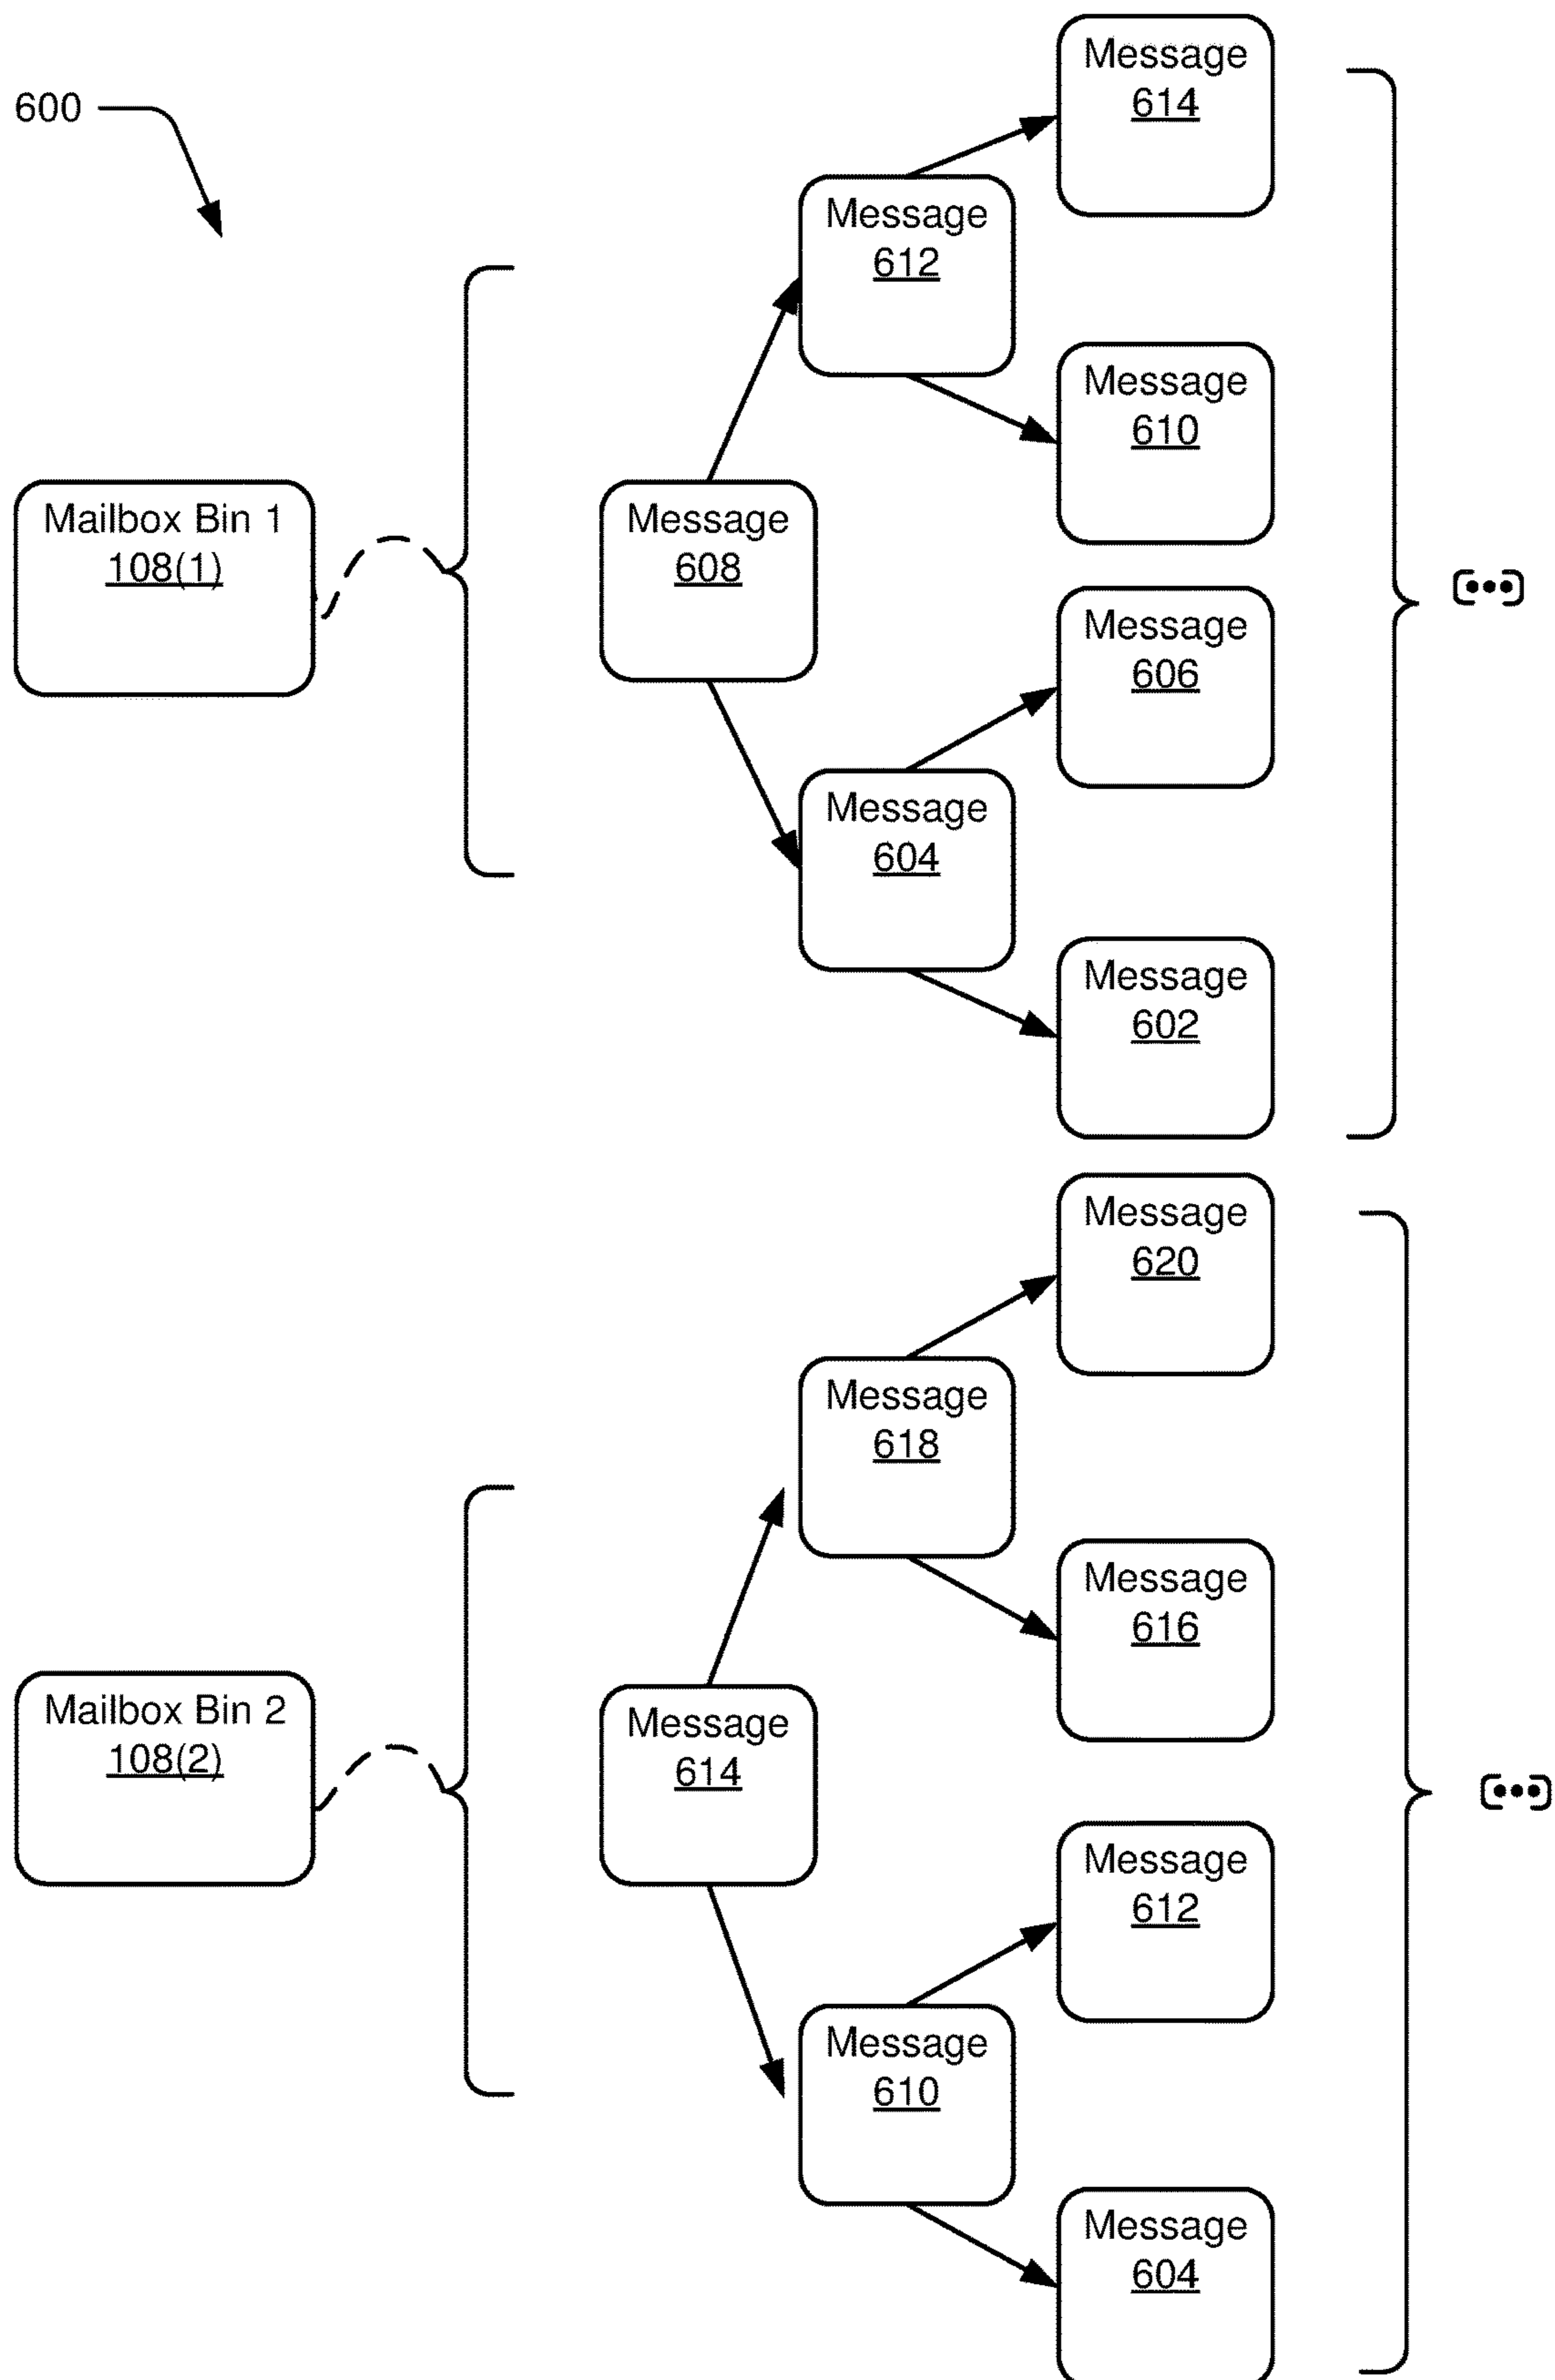 600
Message
614
Message
612
Message
610
Mailbox Bin 1
108(1)
Message
608
Message
606
Message
604
Message
602
Message
620
Message
618
Message
616
Mailbox Bin 2
108(2)
Message
614
Message
612
Message
610
Message
604